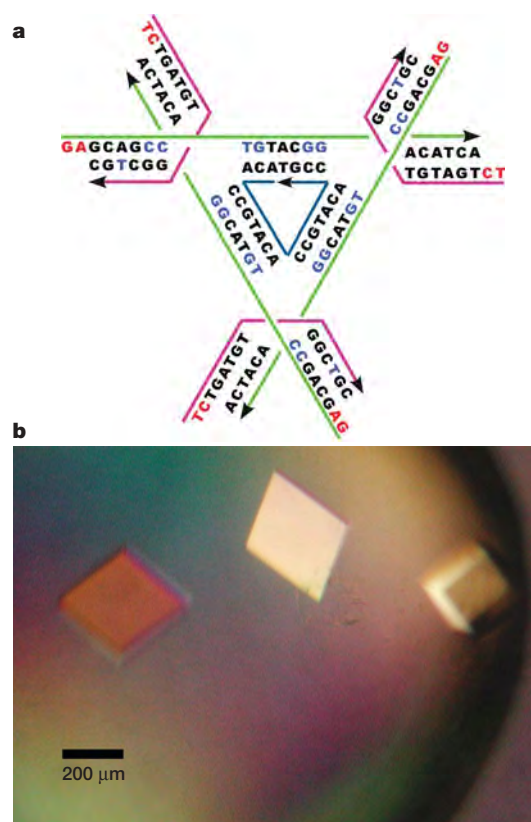 a
TCTGATGT
ACTACA
GGCTGC
CCGACGAG
GAGCAGCC
CGTCGG
TGTACGG
ACATGCC
ACATCA
TGTAGTCT
CCGTACA
GGCATGT
CCGTACA
GGCATGT
TCTGATGT
ACTACA
GGCTGC
CCGACGAG
b
200 μm